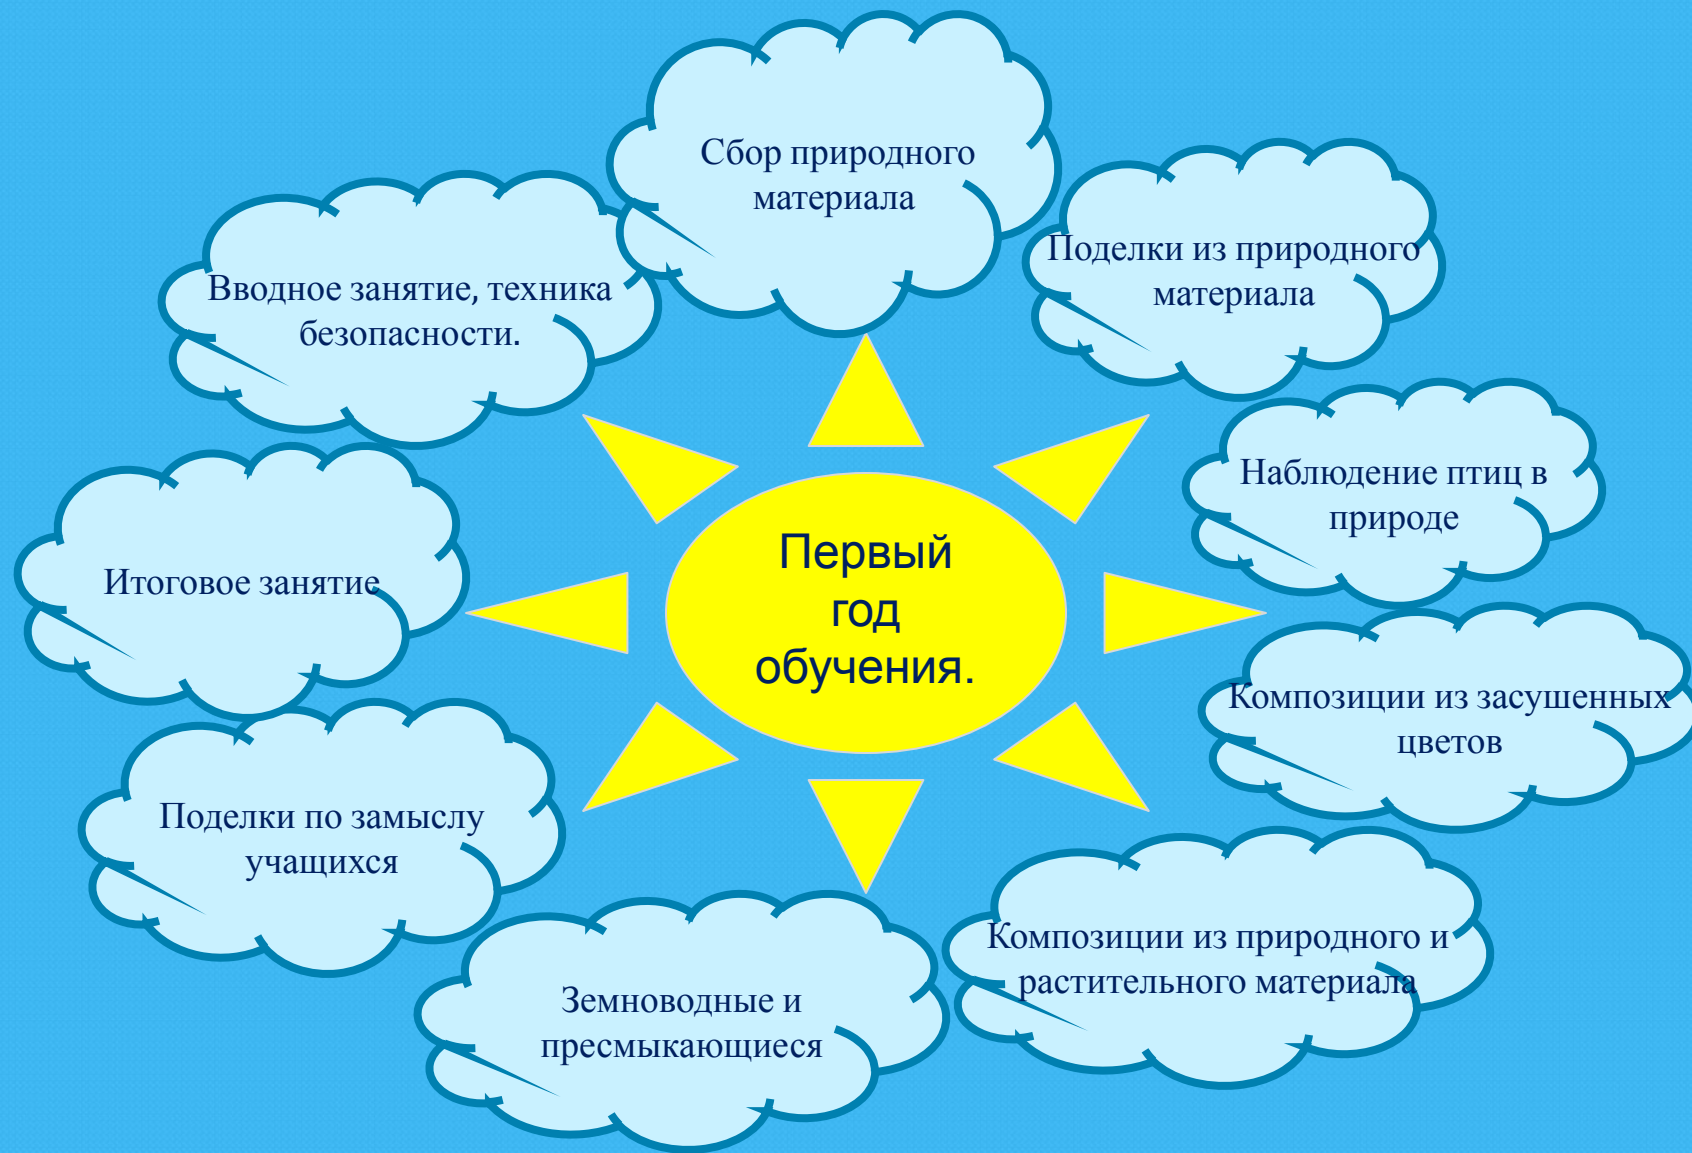 Сбор природного
материала
Поделки из природного
материала
Вводное занятие, техника
безопасности.
Наблюдение птиц в
природе
Первый
год
обучения.
Итоговое занятие
Композиции из засушенных
цветов
Поделки по замыслу
учащихся
Композиции из природного и
растительного материала
Земноводные и
пресмыкающиеся